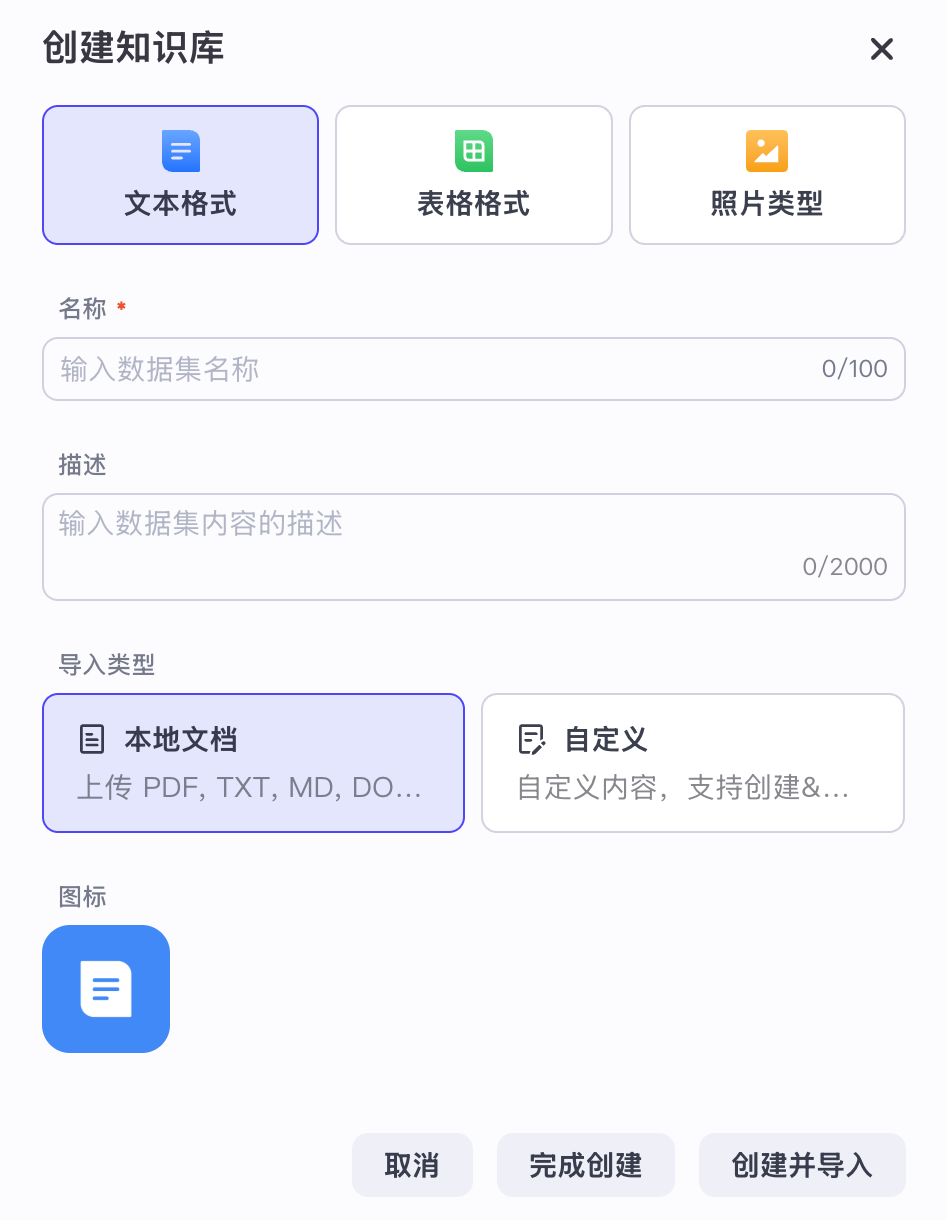 创建知识库
文本格式
表格格式
照片类型
名称 *
输入数据集名称
0/100
描述
输入数据集内容的描述
0/2000
导入类型
本地文档
上传 PDF, TXT, MD, DO...
自定义
自定义内容，支持创建&...
图标
取消
完成创建
创建并导入